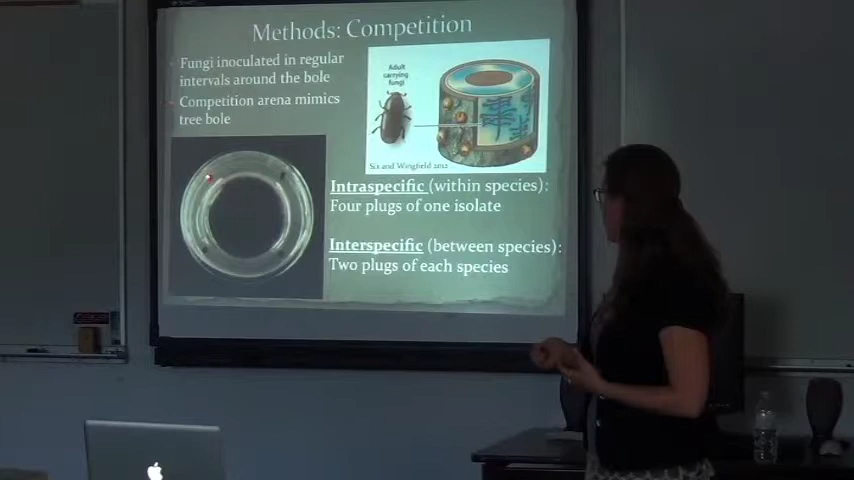 Methods: Competition
Fungi inoculated in regular
intervals around the bole
Competition arena mimics
tree bole
Adult
carrying
fungi
Six and Wingfield 2012
Intraspecific (within species):
Four plugs of one isolate
Interspecific (between species):
Two plugs of each species